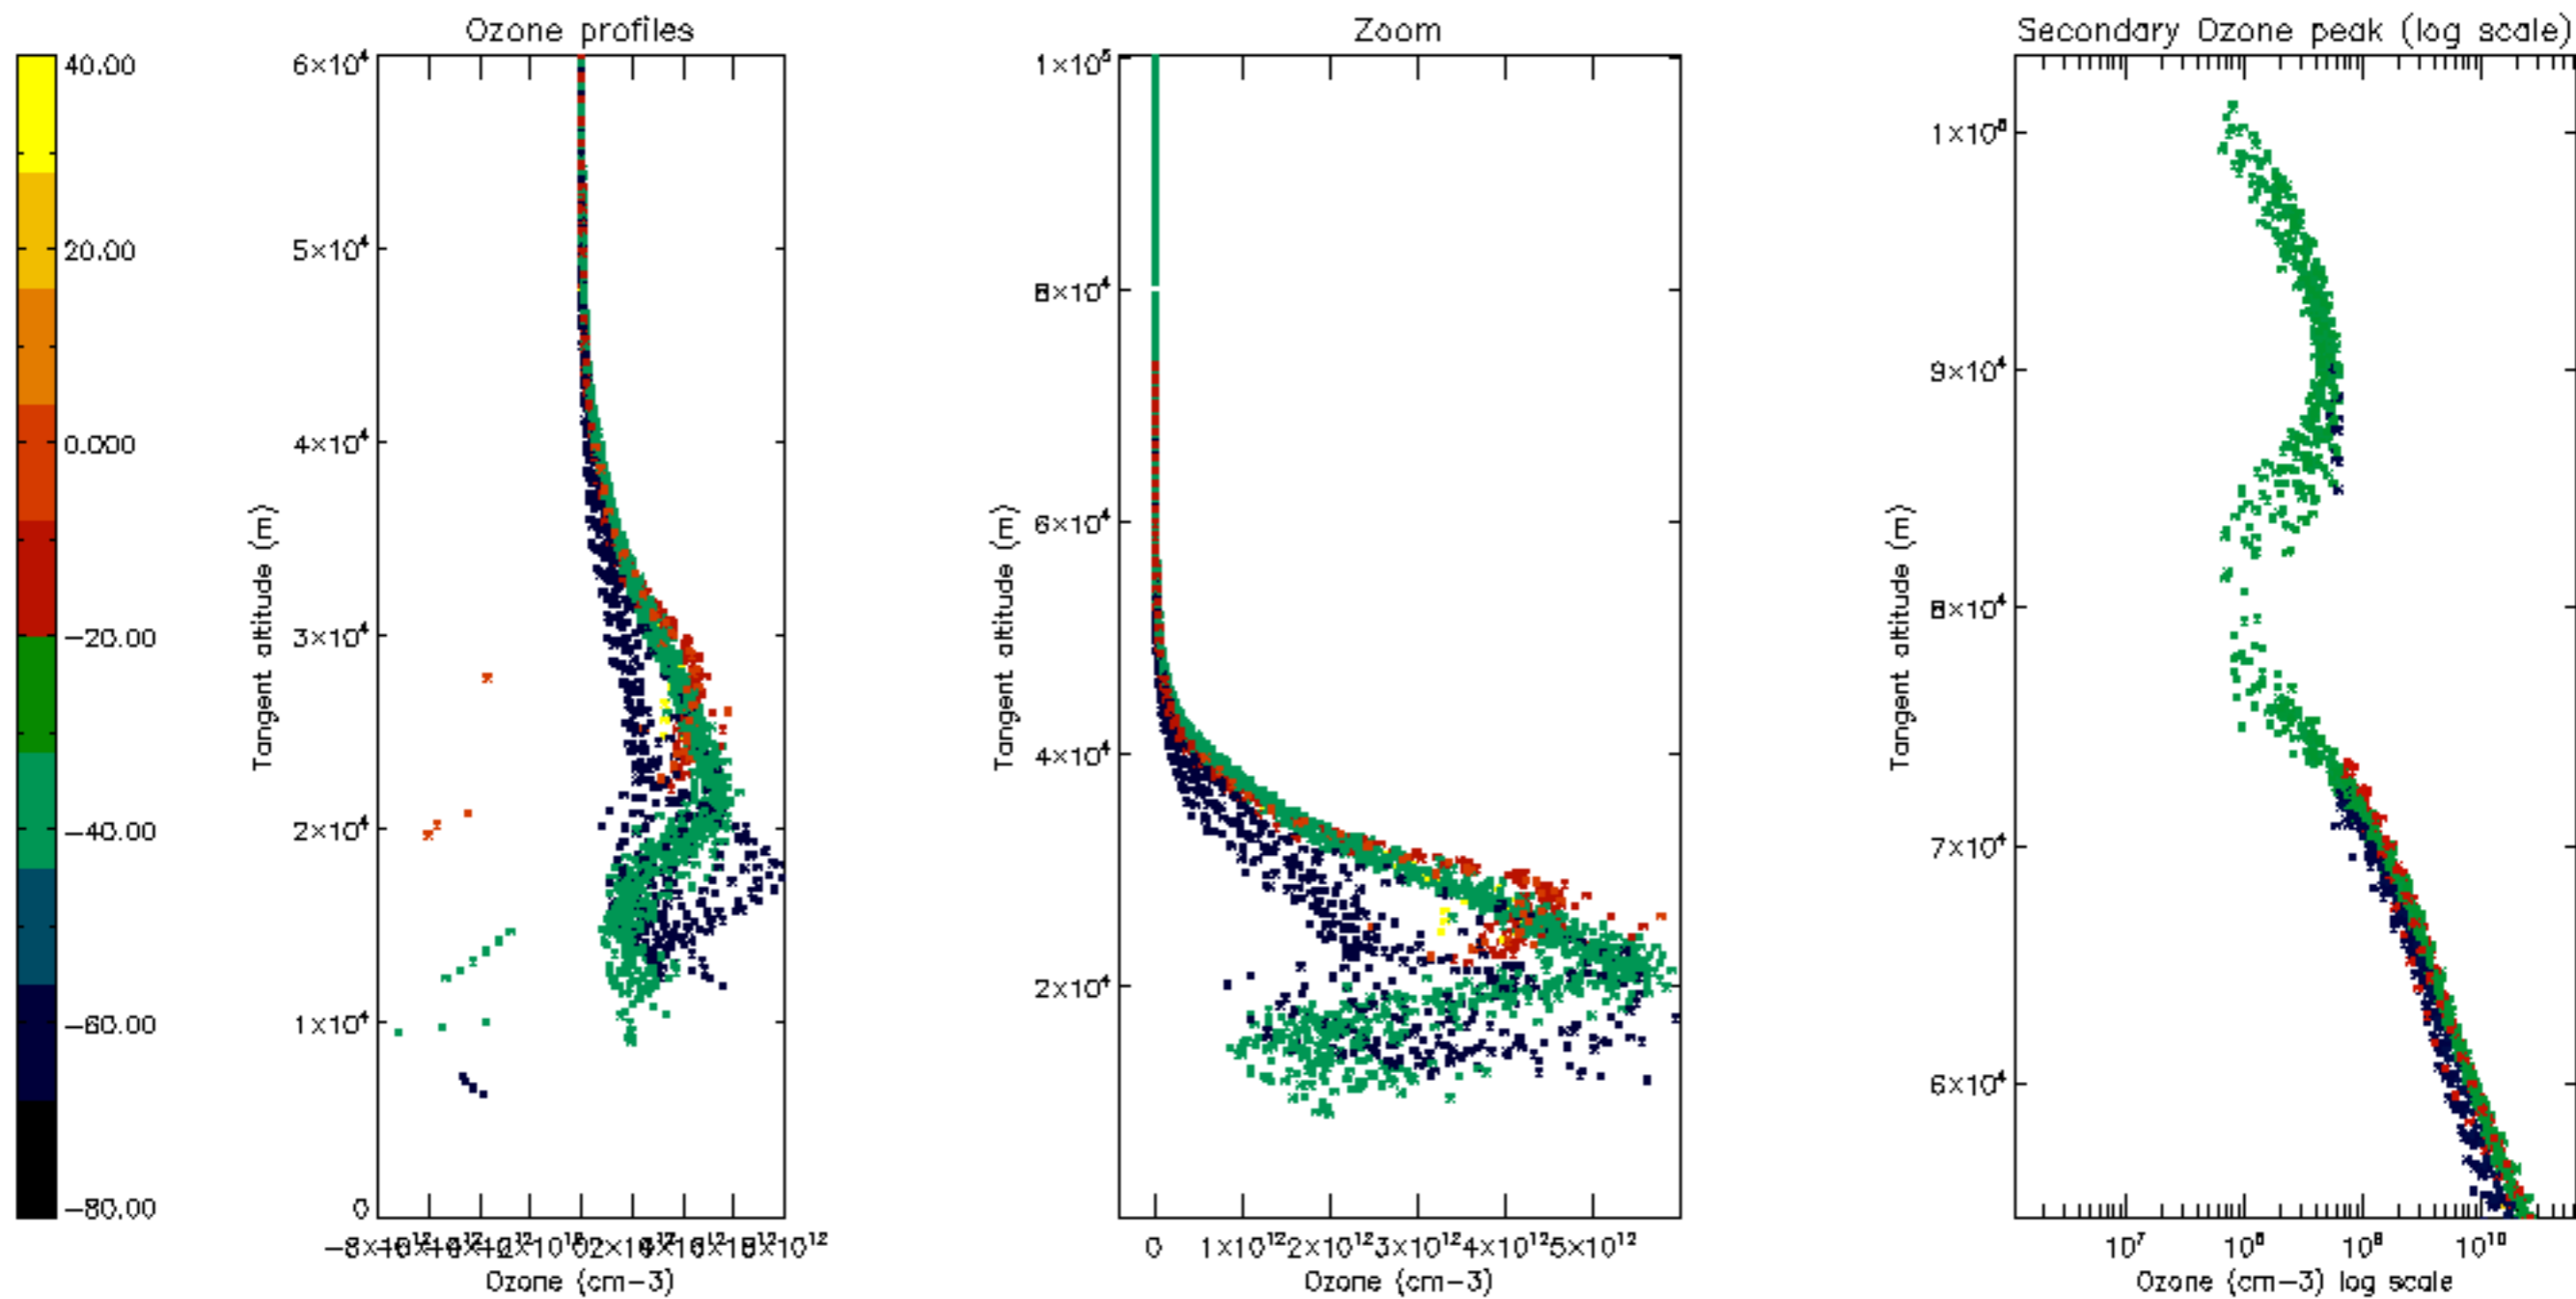 Ozone profiles
Zoom
Secondary Ozone peak (log scale)
40.00
20.00
0.000
-20.00
-40.00
-60.00
-80.00
Tangent altitude (m)
6×10⁴
5×10⁴
4×10⁴
3×10⁴
2×10⁴
1×10⁴
0
Ozone (cm-3)
Tangent altitude (m)
1×10⁵
8×10⁴
6×10⁴
4×10⁴
2×10⁴
0 1×10¹² 2×10¹² 3×10¹² 4×10¹² 5×10¹²
Ozone (cm-3)
Tangent altitude (m)
9×10⁴
8×10⁴
7×10⁴
6×10⁴
10⁷ 10⁸ 10⁹ 10¹⁰
Ozone (cm-3) log scale